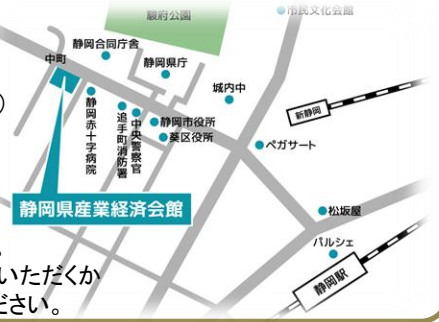 駿府公園
市民文化会館
静岡合同庁舎
中町
静岡県庁
城内中
新静岡
静岡赤十字病院
追手町消防署
中央警察官
静岡市役所
葵区役所
ペガサート
静岡県産業経済会館
松坂屋
パルシェ
静岡駅
いただくか
ださい。